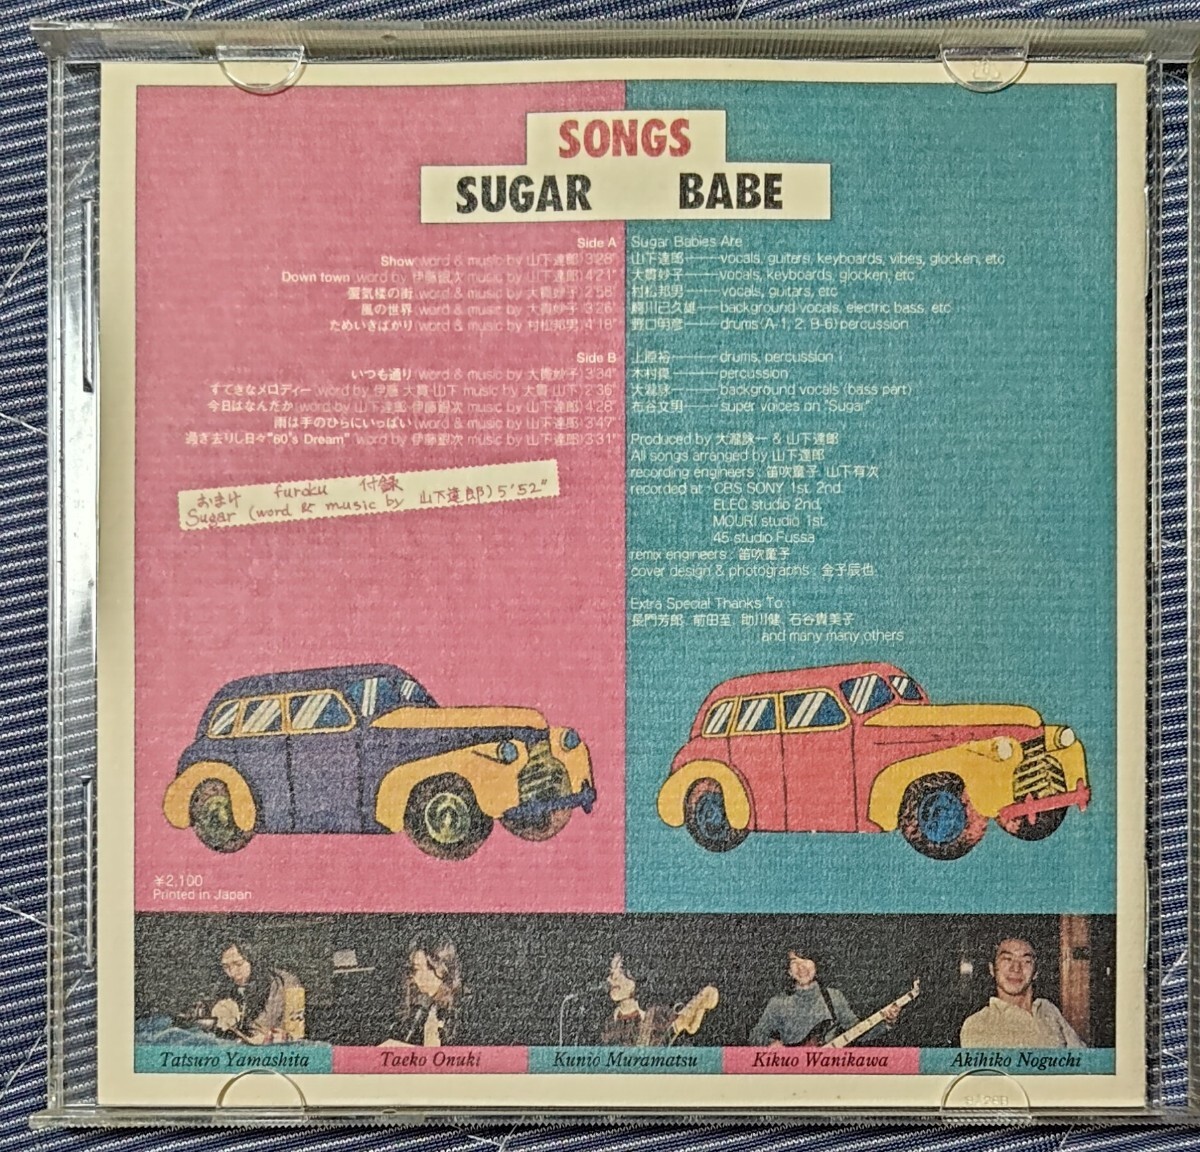 SONGS
SUGAR BABE
Side A
Show (word & music by 山下達郎) 3'28"
Down town (word by 伊藤銀次 music by 山下達郎) 4'21"
蜃気楼の街 (word & music by 大貫妙子) 2'56"
風の世界 (word & music by 大貫妙子) 3'26"
ためいきばかり (word & music by 村松邦男) 4'18"
Side B
いつも通り (word & music by 大貫妙子) 3'34"
すてきなメロディー (word by 伊藤・大貫・山下 music by 大貫・山下) 2'36"
今日はなんだか (word by 山下達郎・伊藤銀次 music by 山下達郎) 4'28"
雨は手のひらにいっぱい (word & music by 山下達郎) 3'47"
過ぎ去りし日々"60's Dream" (word by 伊藤銀次 music by 山下達郎) 3'31"
おまけ furoku 付録
Sugar (word & music by 山下達郎) 5'52"
Sugar Babies Are
山下達郎——vocals, guitars, keyboards, vibes, glocken, etc
大貫妙子——vocals, keyboards, glocken, etc
村松邦男——vocals, guitars, etc
鰐川己久雄——background vocals, electric bass, etc
野口明彦——drums (A-1, 2, B-6) percussion
上原裕——drums, percussion
木村真——percussion
大瀧詠一——background vocals (bass part)
布谷文男——super voices on "Sugar"
Produced by 大瀧詠一 & 山下達郎
All songs arranged by 山下達郎
recording engineers : 笛吹童子 山下有次
recorded at : CBS SONY 1st. 2nd.
ELEC studio 2nd.
MOURI studio 1st.
45 studio Fussa
remix engineers : 笛吹童子
cover design & photographs : 金子辰也
Extra Special Thanks To :
長門芳郎 前田至 助川健 石谷貴美子
and many many others
¥2,100
Printed in Japan
Tatsuro Yamashita
Taeko Onuki
Kunio Muramatsu
Kikuo Wanikawa
Akihiko Noguchi